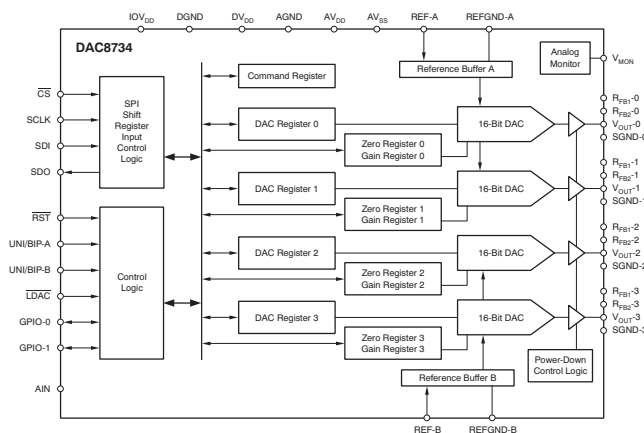 IOVDD DGND DVDD AGND AVDD AVSS REF-A REFGND-A
DAC8734
Analog
Monitor
VMON
Reference Buffer A
Command Register
CS
SCLK
SDI
SDO
SPI
Shift
Register
Input
Control
Logic
DAC Register 0
16-Bit DAC
Zero Register 0
Gain Register 0
RFB1-0
RFB2-0
VOUT-0
SGND-0
DAC Register 1
16-Bit DAC
Zero Register 1
Gain Register 1
RFB1-1
RFB2-1
VOUT-1
SGND-1
RST
UNI/BIP-A
UNI/BIP-B
LDAC
GPIO-0
GPIO-1
Control
Logic
DAC Register 2
16-Bit DAC
Zero Register 2
Gain Register 2
RFB1-2
RFB2-2
VOUT-2
SGND-2
DAC Register 3
16-Bit DAC
Zero Register 3
Gain Register 3
RFB1-3
RFB2-3
VOUT-3
SGND-3
Power-Down
Control Logic
AIN
Reference Buffer B
REF-B REFGND-B